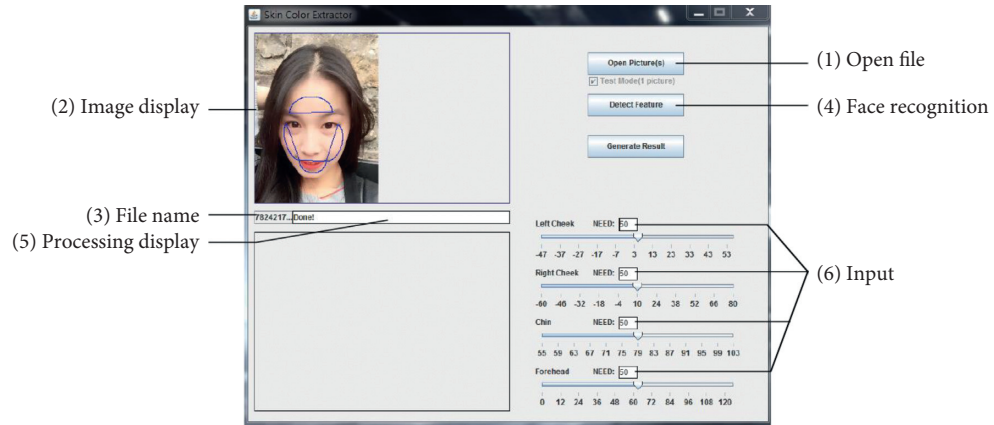 Skin Color Extractor
Open Picture(s)
(1) Open file
Test Mode(1 picture)
(2) Image display
Detect Feature
(4) Face recognition
Generate Result
(3) File name
7824217... Done!
(5) Processing display
Left Cheek NEED: 50
-47 -37 -27 -17 -7 3 13 23 33 43 53
Right Cheek NEED: 50
(6) Input
-60 -46 -32 -18 -4 10 24 38 52 66 80
Chin NEED: 50
55 59 63 67 71 75 79 83 87 91 95 99 103
Forehead NEED: 50
0 12 24 36 48 60 72 84 96 108 120